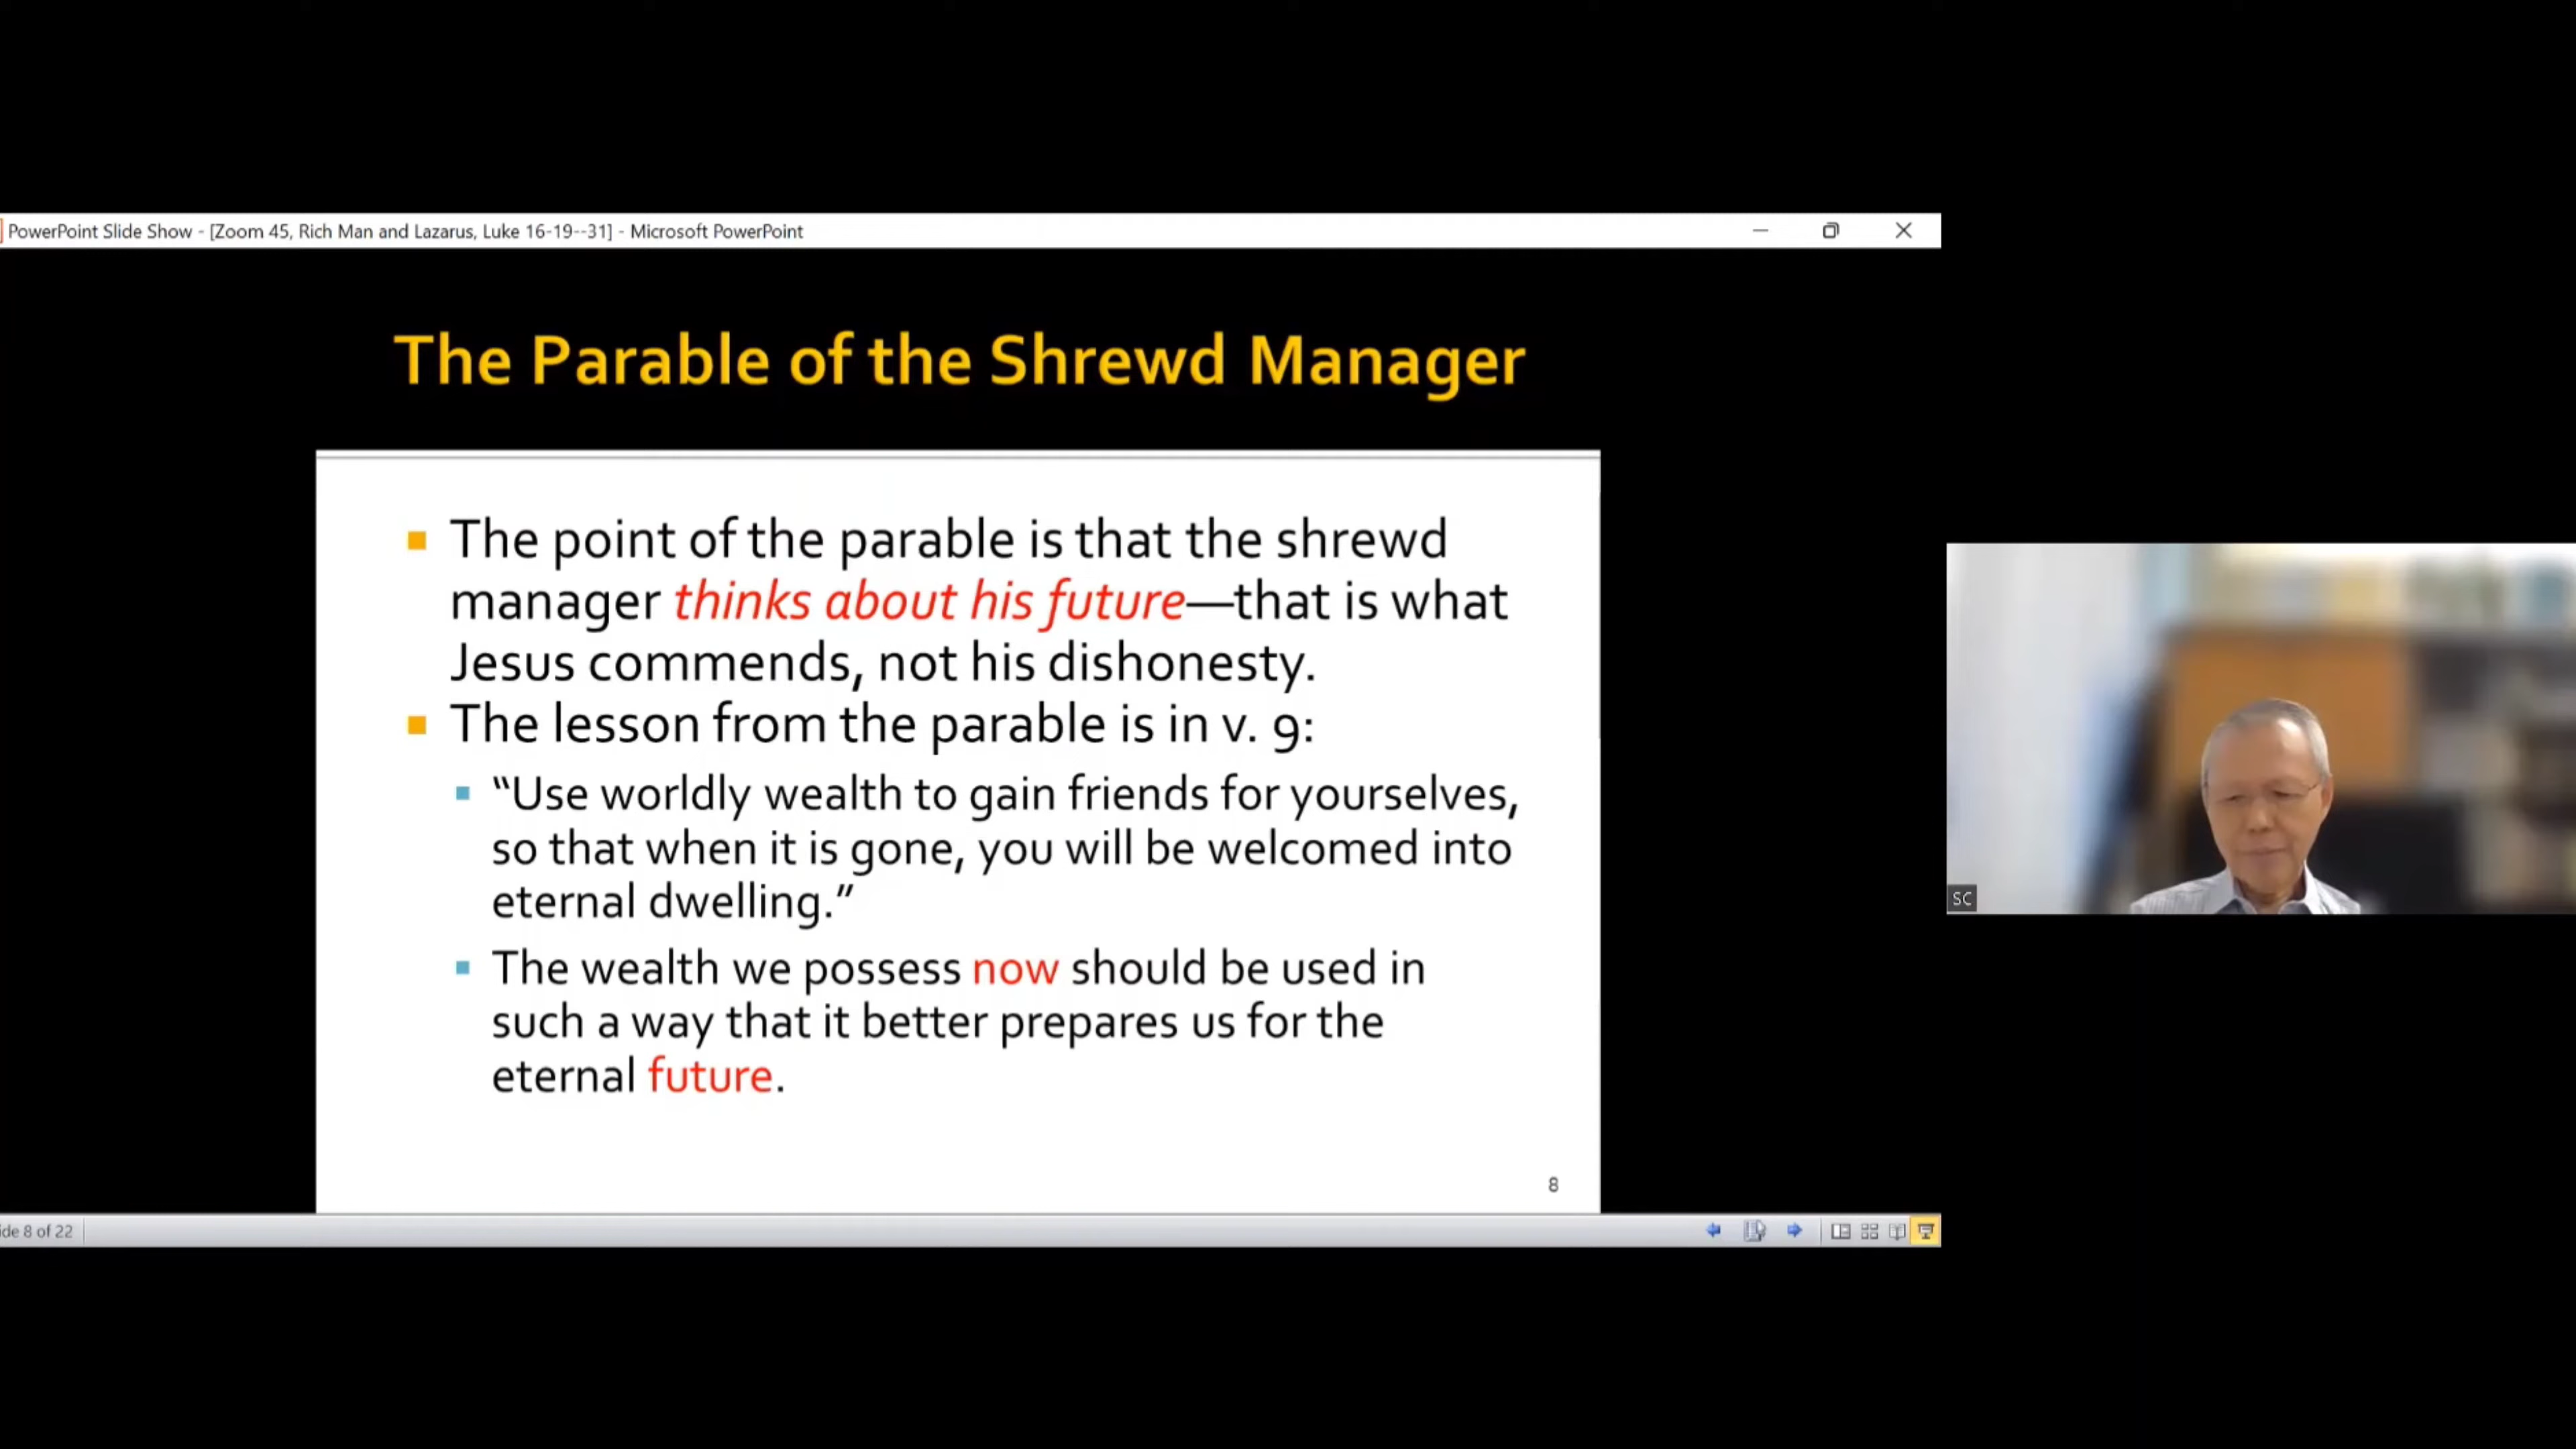 PowerPoint Slide Show - [Zoom 45, Rich Man and Lazarus, Luke 16-19--31] - Microsoft PowerPoint
The Parable of the Shrewd Manager
The point of the parable is that the shrewd
manager thinks about his future—that is what
Jesus commends, not his dishonesty.
The lesson from the parable is in v. 9:
“Use worldly wealth to gain friends for yourselves,
so that when it is gone, you will be welcomed into
eternal dwelling.”
The wealth we possess now should be used in
such a way that it better prepares us for the
eternal future.
8
ide 8 of 22
SC